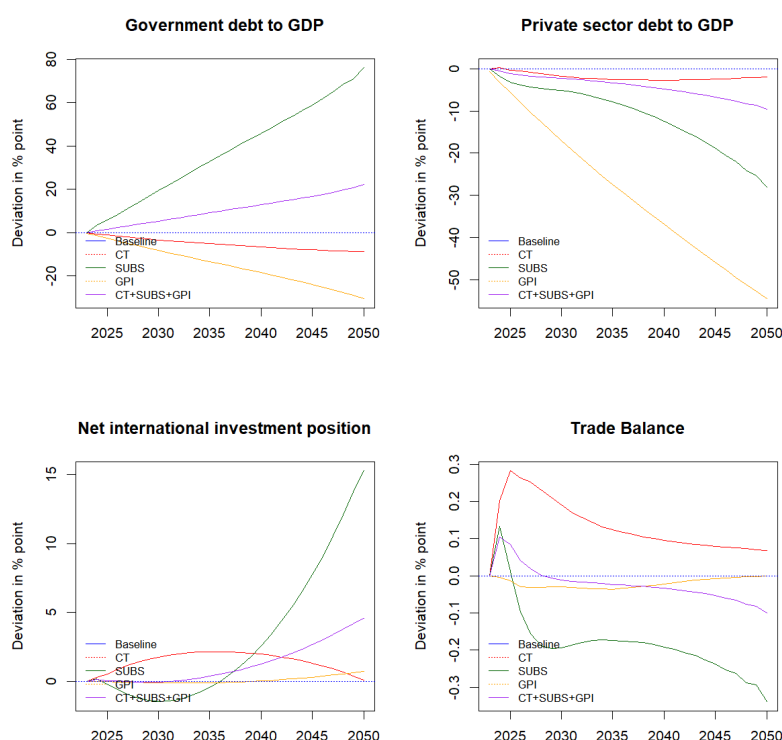 Government debt to GDP
Deviation in % point
80
60
40
20
0
-20
Baseline
CT
SUBS
GPI
CT+SUBS+GPI
2025 2030 2035 2040 2045 2050
Private sector debt to GDP
Deviation in % point
0
-10
-20
-30
-40
-50
Baseline
CT
SUBS
GPI
CT+SUBS+GPI
2025 2030 2035 2040 2045 2050
Net international investment position
Deviation in % point
15
10
5
0
Baseline
CT
SUBS
GPI
CT+SUBS+GPI
2025 2030 2035 2040 2045 2050
Trade Balance
Deviation in % point
0.3
0.2
0.1
0.0
-0.1
-0.2
-0.3
Baseline
CT
SUBS
GPI
CT+SUBS+GPI
2025 2030 2035 2040 2045 2050